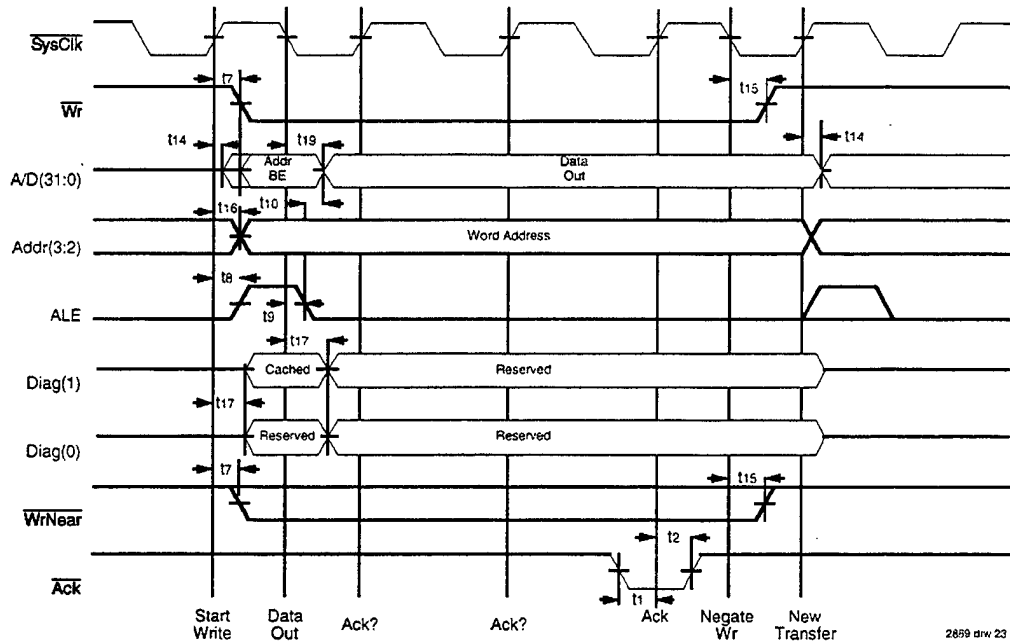 SysClk
t7
t15
Wr
t14
t19
t14
Addr
BE
Data
Out
A/D(31:0)
t16
t10
Word Address
Addr(3:2)
t8
ALE
t9
t17
Cached
Reserved
Diag(1)
t17
Reserved
Reserved
Diag(0)
t7
t15
WrNear
t2
Ack
t1
Start
Write
Data
Out
Ack?
Ack?
Ack
Negate
Wr
New
Transfer
2869 drw 23